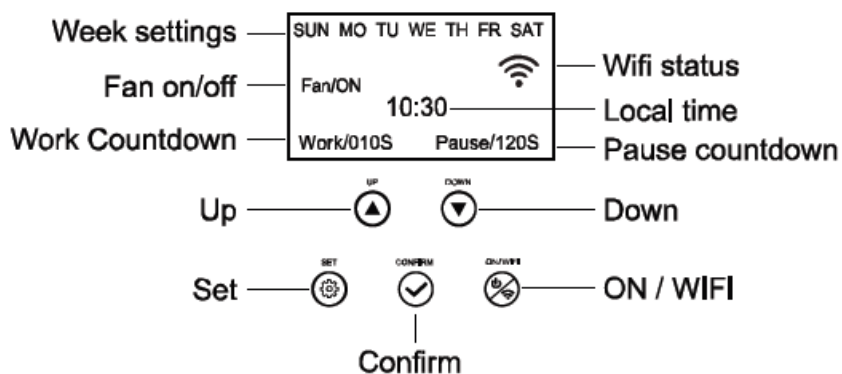 Week settings
SUN MO TU WE TH FR SAT
Wifi status
Fan on/off
Fan/ON
10:30
Local time
Work Countdown
Work/010S
Pause/120S
Pause countdown
UP
DOWN
Up
Down
SET
CONFIRM
ON/WIFI
Set
ON / WIFI
Confirm